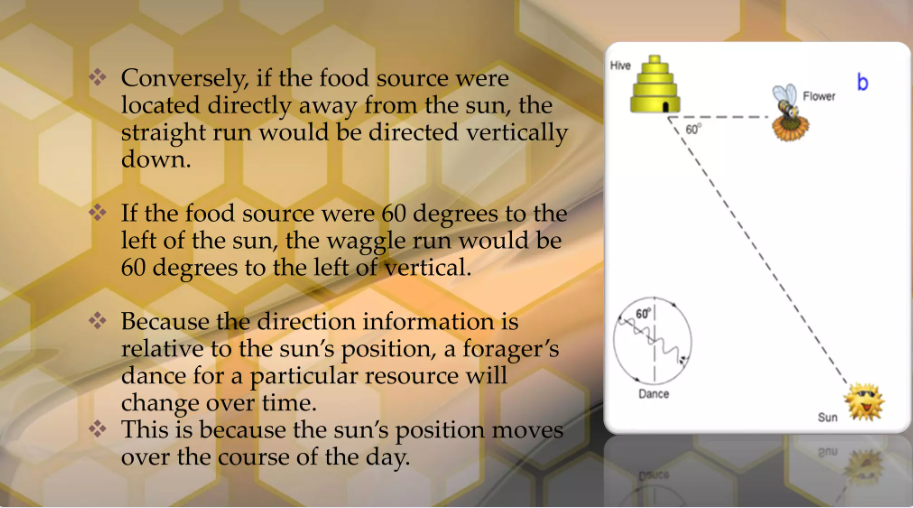 ❖ Conversely, if the food source were
located directly away from the sun, the
straight run would be directed vertically
down.
❖ If the food source were 60 degrees to the
left of the sun, the waggle run would be
60 degrees to the left of vertical.
❖ Because the direction information is
relative to the sun’s position, a forager’s
dance for a particular resource will
change over time.
❖ This is because the sun’s position moves
over the course of the day.
Hive
b
Flower
60°
60°
Dance
Sun